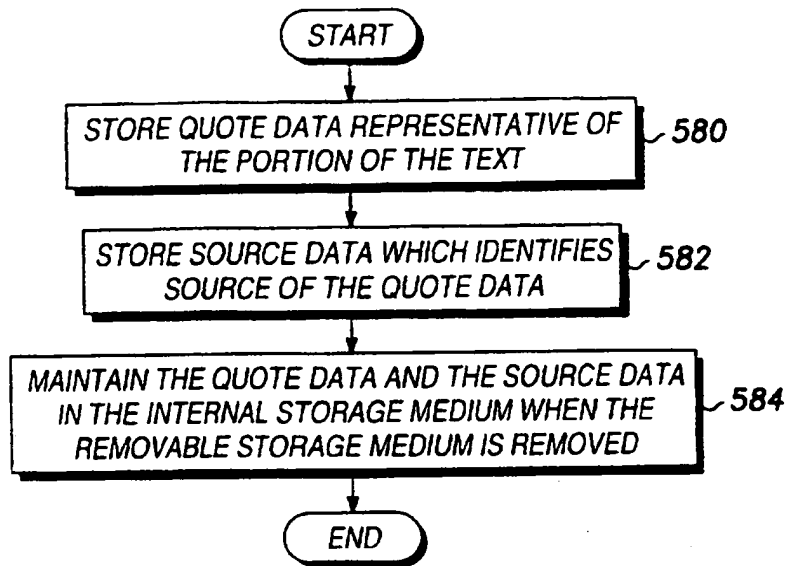 START
STORE QUOTE DATA REPRESENTATIVE OF
THE PORTION OF THE TEXT
580
STORE SOURCE DATA WHICH IDENTIFIES
SOURCE OF THE QUOTE DATA
582
MAINTAIN THE QUOTE DATA AND THE SOURCE DATA
IN THE INTERNAL STORAGE MEDIUM WHEN THE
REMOVABLE STORAGE MEDIUM IS REMOVED
584
END